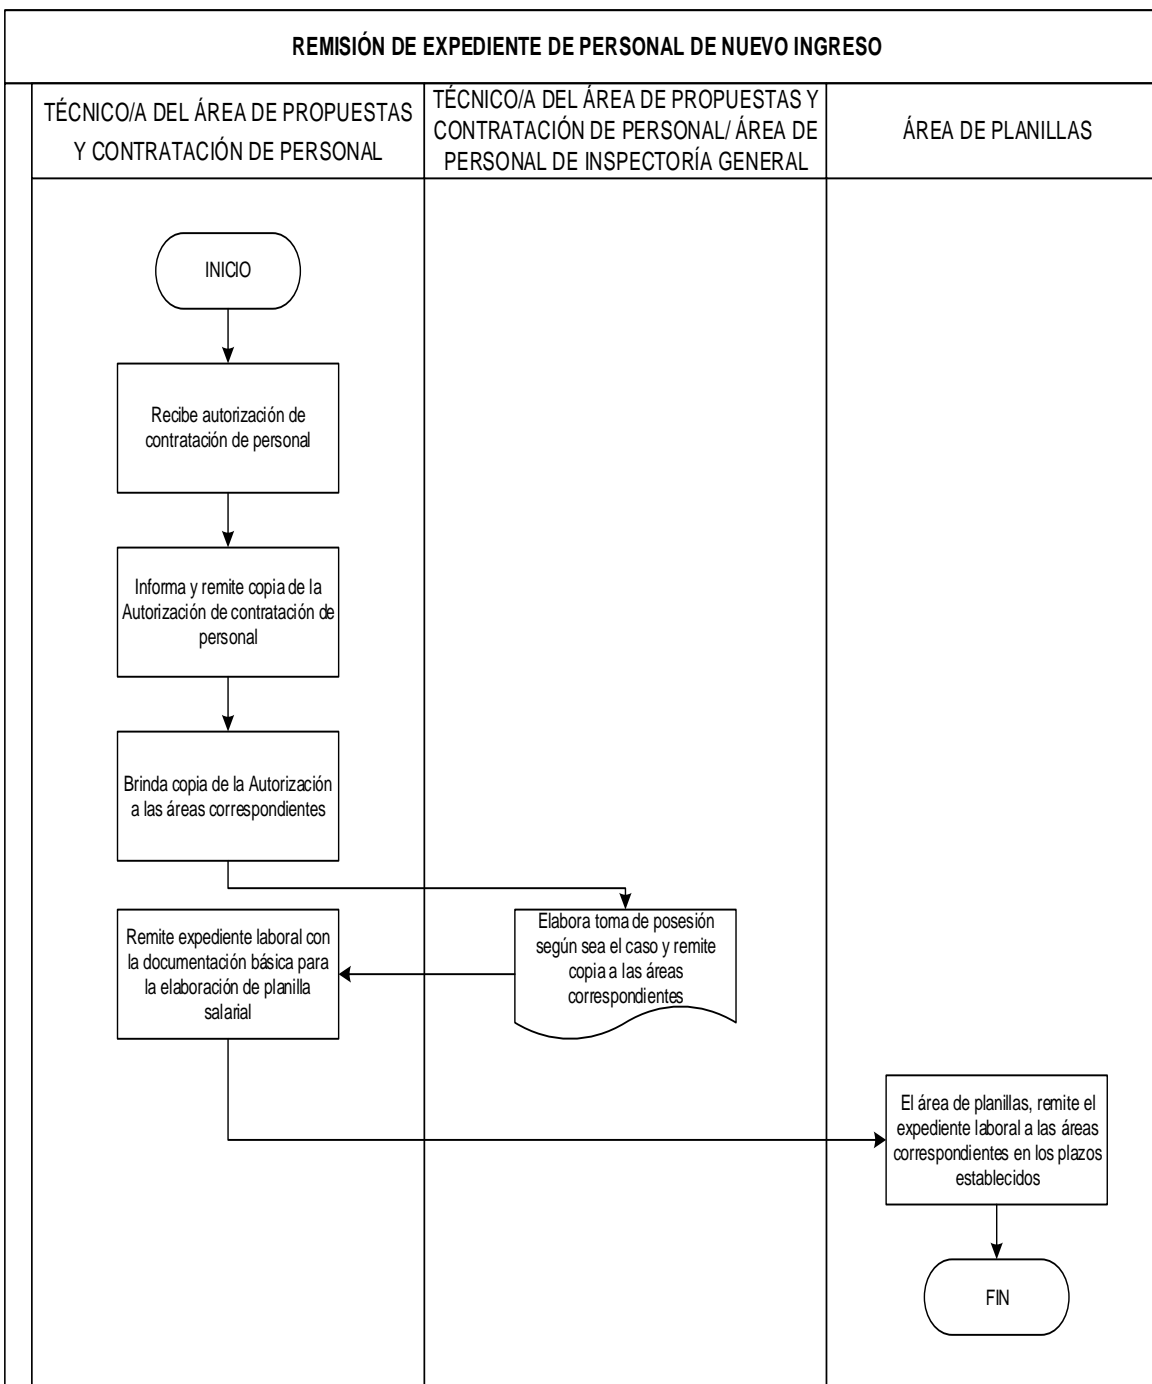 REMISIÓN DE EXPEDIENTE DE PERSONAL DE NUEVO INGRESO
TÉCNICO/A DEL ÁREA DE PROPUESTAS
Y CONTRATACIÓN DE PERSONAL
TÉCNICO/A DEL ÁREA DE PROPUESTAS Y
CONTRATACIÓN DE PERSONAL/ ÁREA DE
PERSONAL DE INSPECTORÍA GENERAL
ÁREA DE PLANILLAS
INICIO
Recibe autorización de
contratación de personal
Informa y remite copia de la
Autorización de contratación de
personal
Brinda copia de la Autorización
a las áreas correspondientes
Elabora toma de posesión
según sea el caso y remite
copia a las áreas
correspondientes
Remite expediente laboral con
la documentación básica para
la elaboración de planilla
salarial
El área de planillas, remite el
expediente laboral a las áreas
correspondientes en los plazos
establecidos
FIN